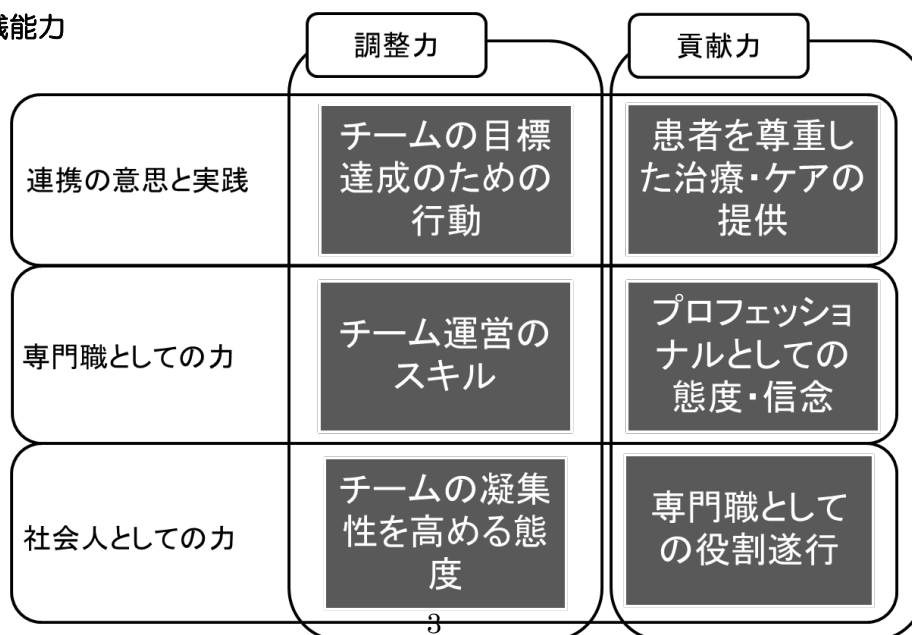 践能力
調整力
貢献力
連携の意思と実践
チームの目標
達成のための
行動
患者を尊重し
た治療・ケアの
提供
専門職としての力
チーム運営の
スキル
プロフェッショ
ナルとしての
態度・信念
社会人としての力
チームの凝集
性を高める態
度
専門職として
の役割遂行
3